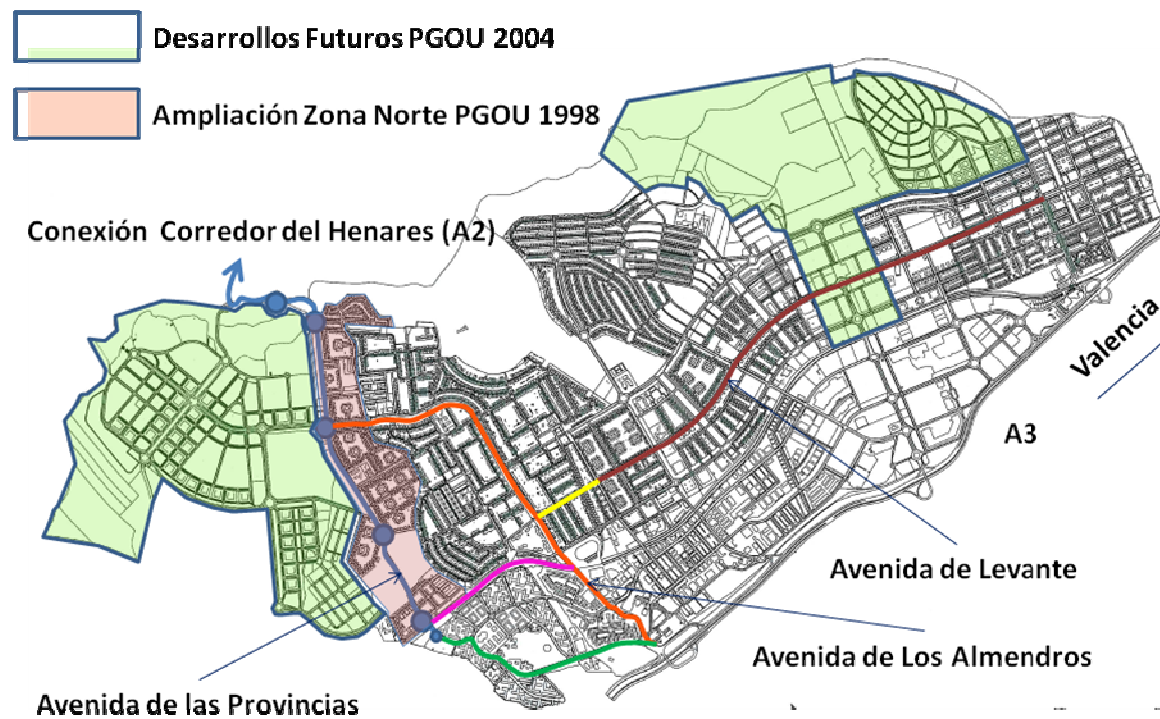 Desarrollos Futuros PGOU 2004
Ampliación Zona Norte PGOU 1998
Conexión Corredor del Henares (A2)
Valencia
A3
Avenida de Levante
Avenida de Los Almendros
Avenida de las Provincias